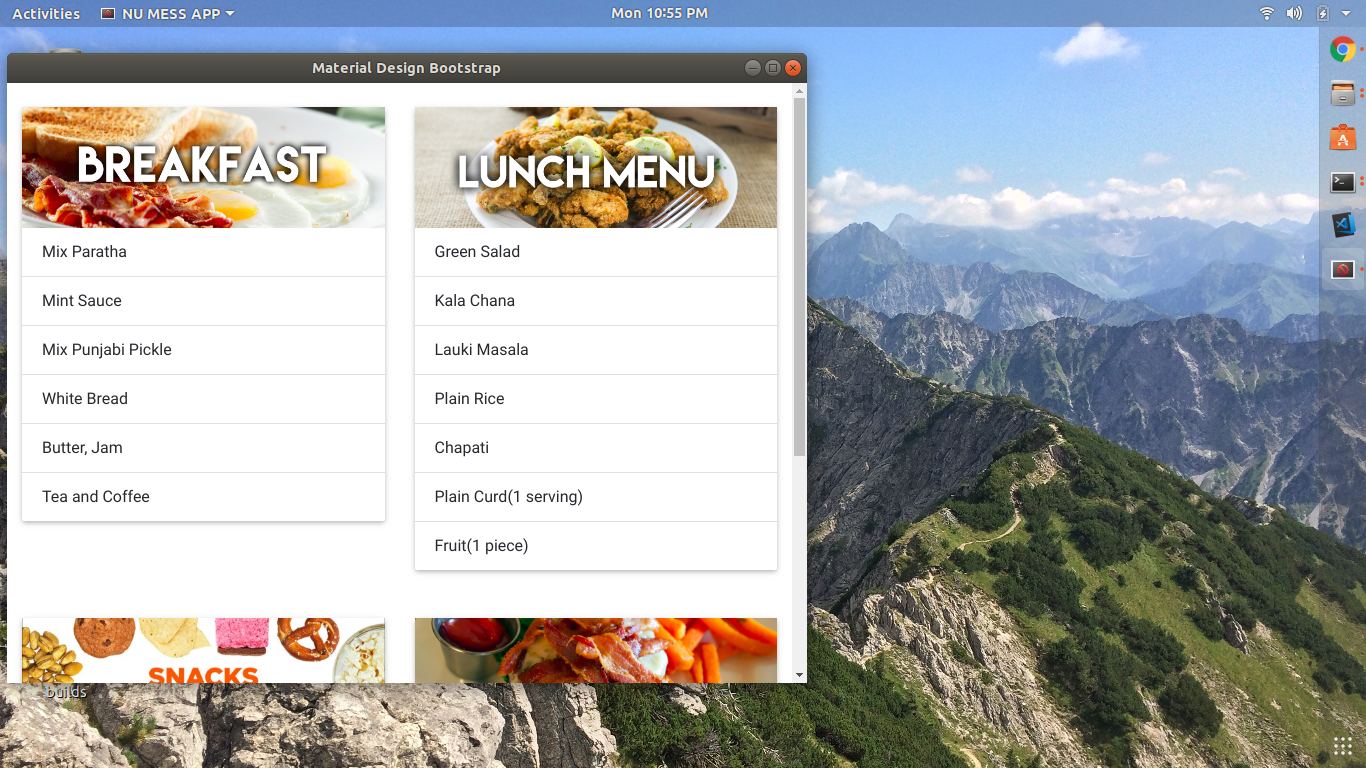 Activities
NU MESS APP
Mon 10:55 PM
Material Design Bootstrap
BREAKFAST
Mix Paratha
Mint Sauce
Mix Punjabi Pickle
White Bread
Butter, Jam
Tea and Coffee
LUNCH MENU
Green Salad
Kala Chana
Lauki Masala
Plain Rice
Chapati
Plain Curd(1 serving)
Fruit(1 piece)
SNACKS
builds